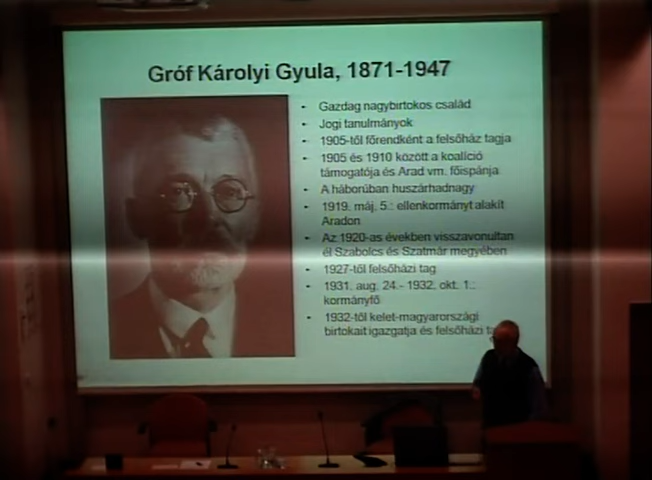 Gróf Károlyi Gyula, 1871-1947
• Gazdag nagybirtokos család
• Jogi tanulmányok
• 1905-től főrendként a felsőház tagja
• 1905 és 1910 között a koalíció
támogatója és Arad vm. főispánja
• A háborúban huszárhadnagy
• 1919. máj. 5.: ellenkormányt alakít
Aradon
• Az 1920-as években visszavonultan
él Szabolcs és Szatmár megyében
• 1927-től felsőházi tag
• 1931. aug. 24.- 1932. okt. 1.:
kormányfő
• 1932-től kelet-magyarországi
birtokait igazgatja és felsőházi